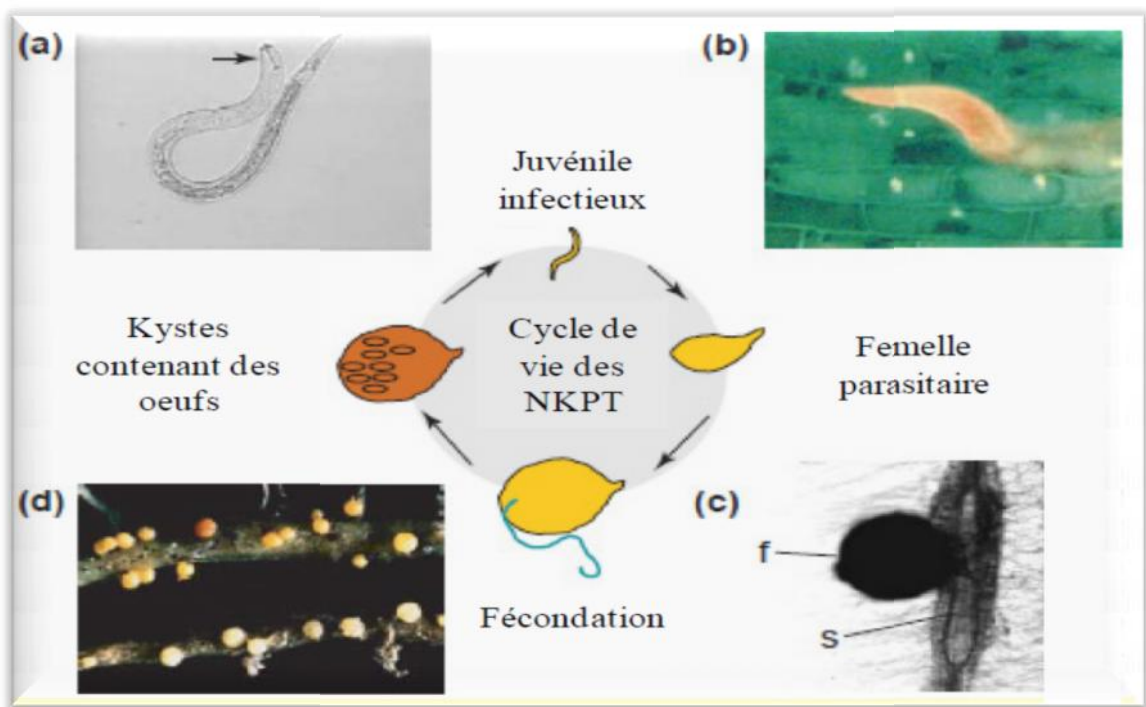 (a)
(b)
Juvénile
infectieux
Kystes
contenant des
oeufs
Cycle de
vie des
NKPT
Femelle
parasitaire
(d)
(c)
f
s
Fécondation